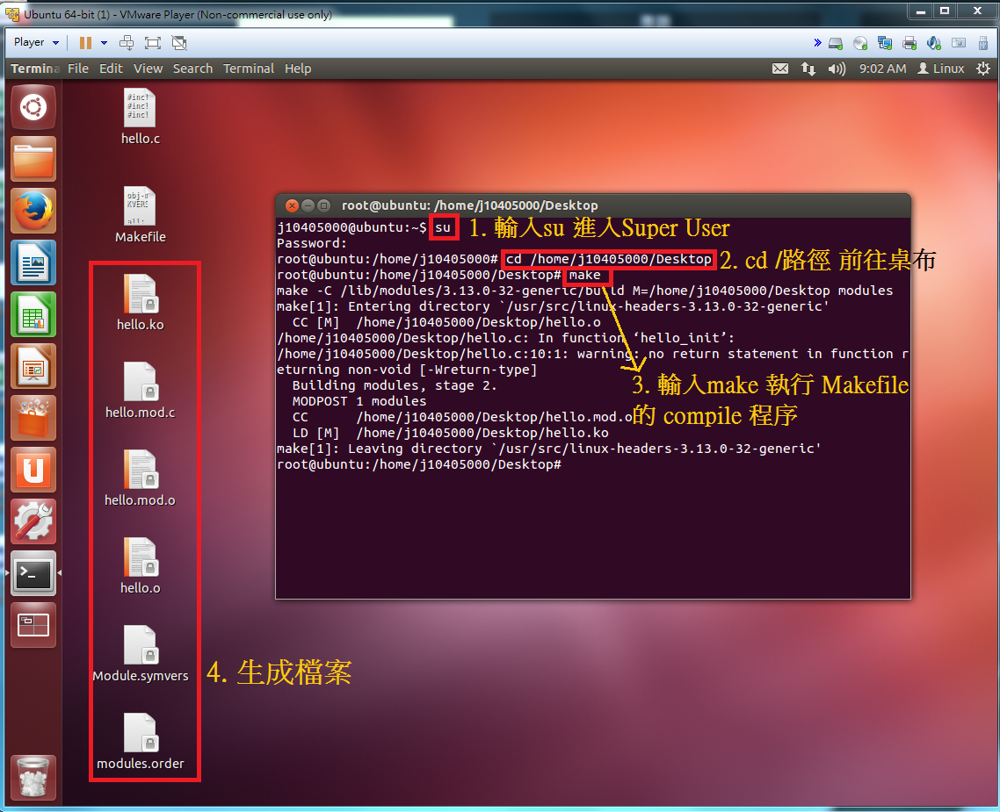 Ubuntu 64-bit (1) - VMware Player (Non-commercial use only)
Player
Termina File Edit View Search Terminal Help
9:02 AM Linux
#inc!
#inc!
#inc!
hello.c
obj-m
KVERS
all:
Makefile
hello.ko
hello.mod.c
hello.mod.o
hello.o
Module.symvers
modules.order
4. 生成檔案
root@ubuntu: /home/j10405000/Desktop
j10405000@ubuntu:~$ su
1. 輸入su 進入Super User
Password:
root@ubuntu:/home/j10405000# cd /home/j10405000/Desktop
2. cd /路徑 前往桌布
root@ubuntu:/home/j10405000/Desktop# make
make -C /lib/modules/3.13.0-32-generic/build M=/home/j10405000/Desktop modules
make[1]: Entering directory `/usr/src/linux-headers-3.13.0-32-generic'
CC [M] /home/j10405000/Desktop/hello.o
/home/j10405000/Desktop/hello.c: In function ‘hello_init’:
/home/j10405000/Desktop/hello.c:10:1: warning: no return statement in function r
eturning non-void [-Wreturn-type]
Building modules, stage 2.
MODPOST 1 modules
CC /home/j10405000/Desktop/hello.mod.o
LD [M] /home/j10405000/Desktop/hello.ko
make[1]: Leaving directory `/usr/src/linux-headers-3.13.0-32-generic'
root@ubuntu:/home/j10405000/Desktop#
3. 輸入make 執行 Makefile
的 compile 程序